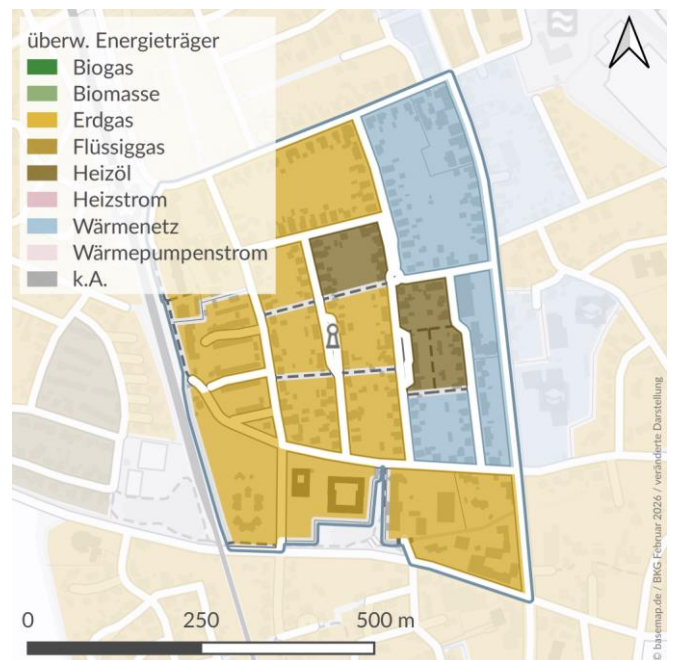 überw. Energieträger
Biogas
Biomasse
Erdgas
Flüssiggas
Heizöl
Heizstrom
Wärmenetz
Wärmepumpenstrom
k.A.
0 250 500 m
© basemap.de / BKG Februar 2026 / veränderte Darstellung